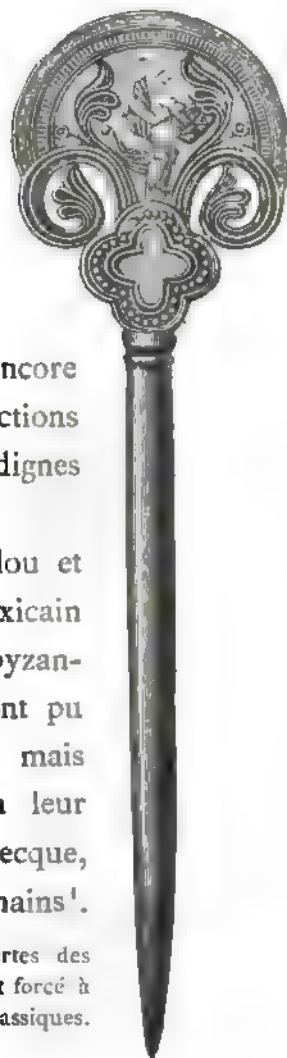 ncore
ctions
dignes
lou et
xicain
byzan-
nt pu
mais
leur
ecque,
nains¹.
rtes des
t forcé à
assiques.